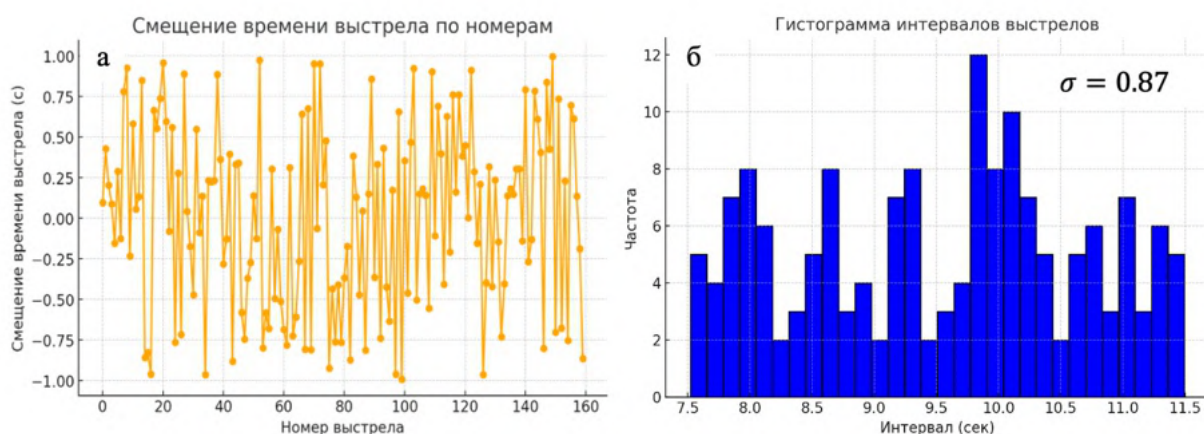 Смещение времени выстрела по номерам
а
Смещение времени выстрела (с)
1.00
0.75
0.50
0.25
0.00
−0.25
−0.50
−0.75
−1.00
0 20 40 60 80 100 120 140 160
Номер выстрела
Гистограмма интервалов выстрелов
б
σ = 0.87
Частота
12
10
8
6
4
2
0
7.5 8.0 8.5 9.0 9.5 10.0 10.5 11.0 11.5
Интервал (сек)